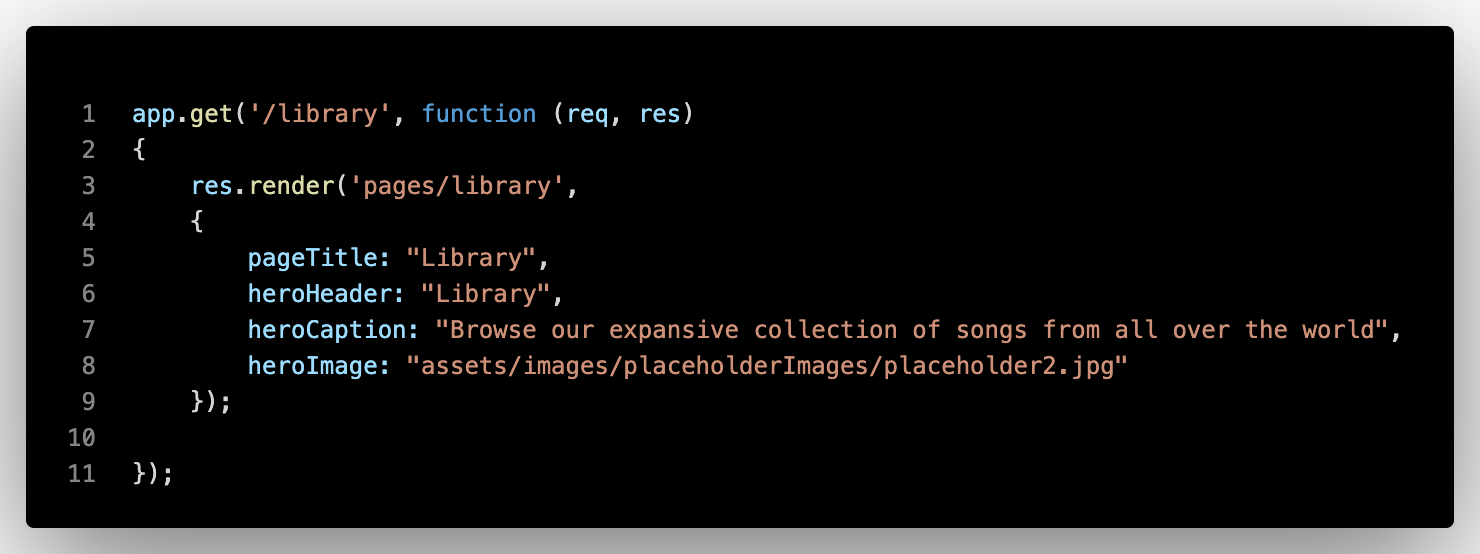 1 app.get('/library', function (req, res)
2 {
3     res.render('pages/library',
4     {
5         pageTitle: "Library",
6         heroHeader: "Library",
7         heroCaption: "Browse our expansive collection of songs from all over the world",
8         heroImage: "assets/images/placeholderImages/placeholder2.jpg"
9     });
10
11 });